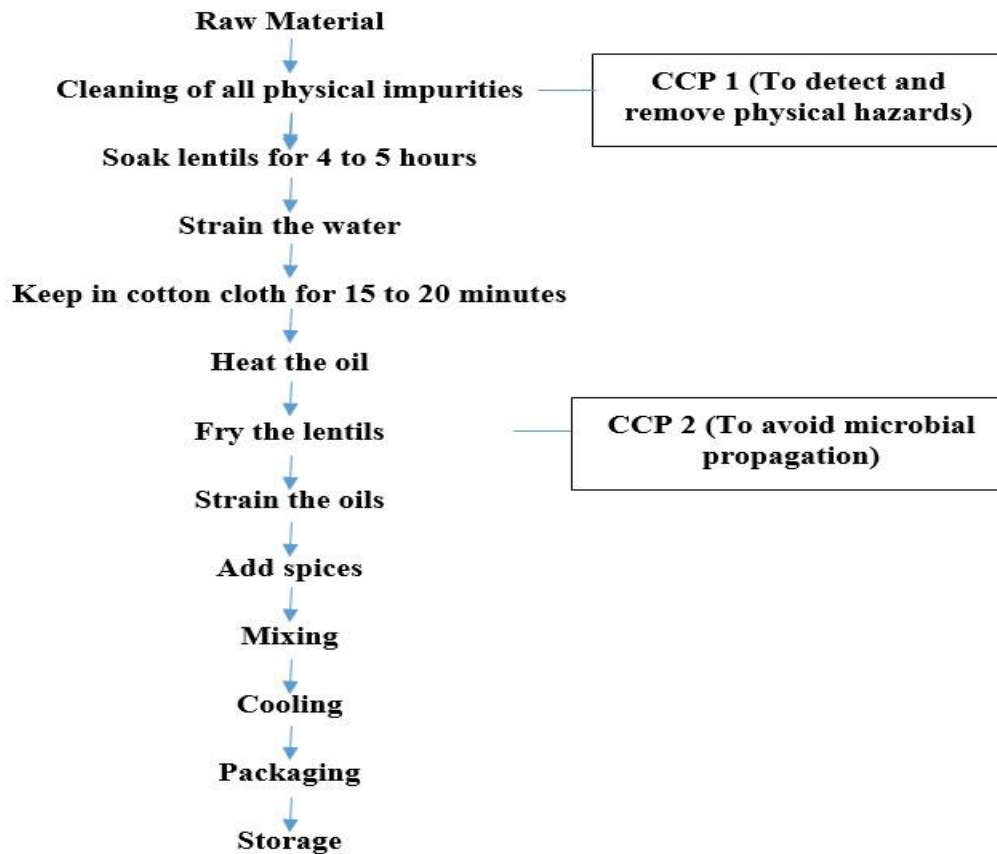 Raw Material
Cleaning of all physical impurities
CCP 1 (To detect and
remove physical hazards)
Soak lentils for 4 to 5 hours
Strain the water
Keep in cotton cloth for 15 to 20 minutes
Heat the oil
Fry the lentils
CCP 2 (To avoid microbial
propagation)
Strain the oils
Add spices
Mixing
Cooling
Packaging
Storage